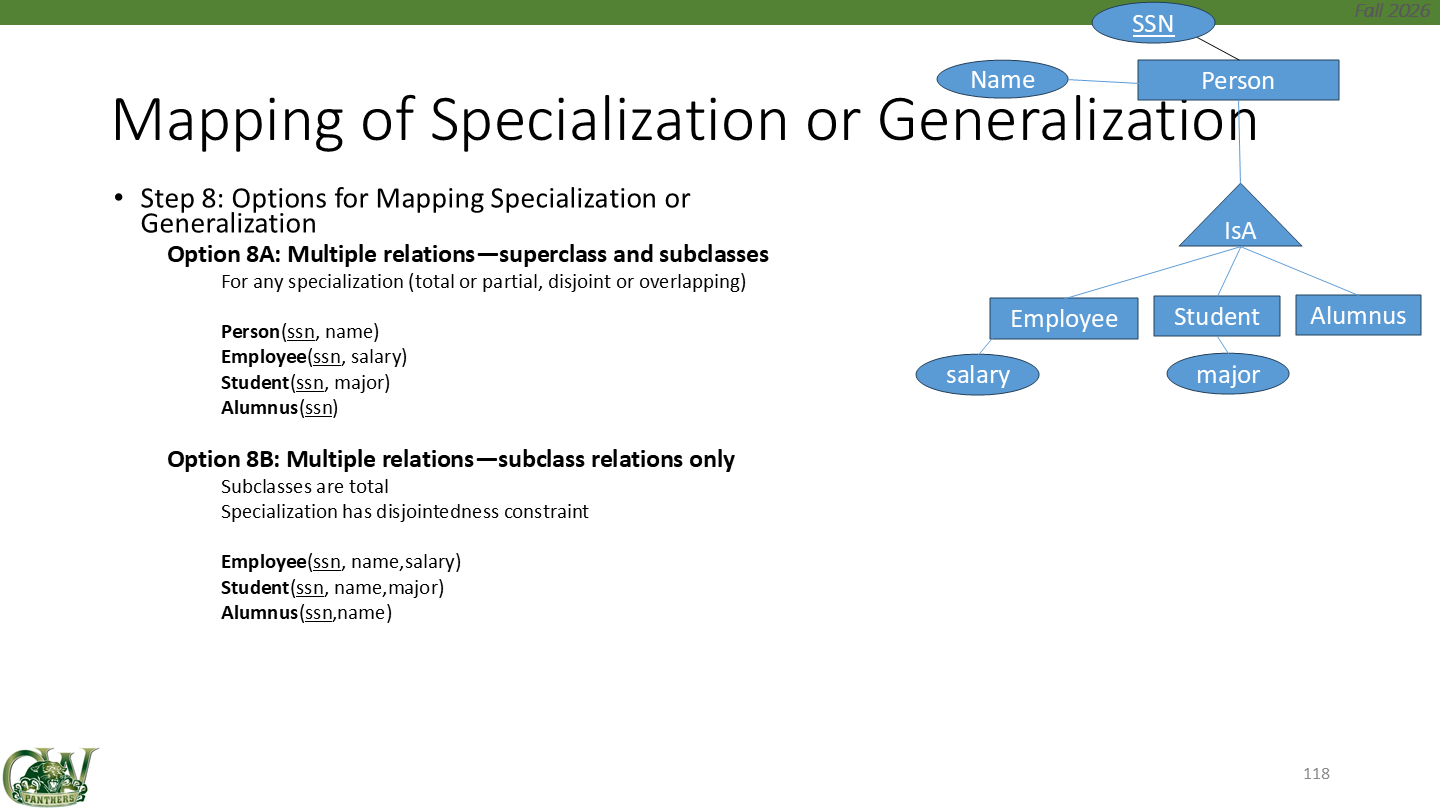 Fall 2026
SSN
Name
Person
Mapping of Specialization or Generalization
• Step 8: Options for Mapping Specialization or
Generalization
Option 8A: Multiple relations—superclass and subclasses
For any specialization (total or partial, disjoint or overlapping)
Person(ssn, name)
Employee(ssn, salary)
Student(ssn, major)
Alumnus(ssn)
Option 8B: Multiple relations—subclass relations only
Subclasses are total
Specialization has disjointedness constraint
Employee(ssn, name,salary)
Student(ssn, name,major)
Alumnus(ssn,name)
IsA
Employee
Student
Alumnus
salary
major
OW
PANTHERS
118